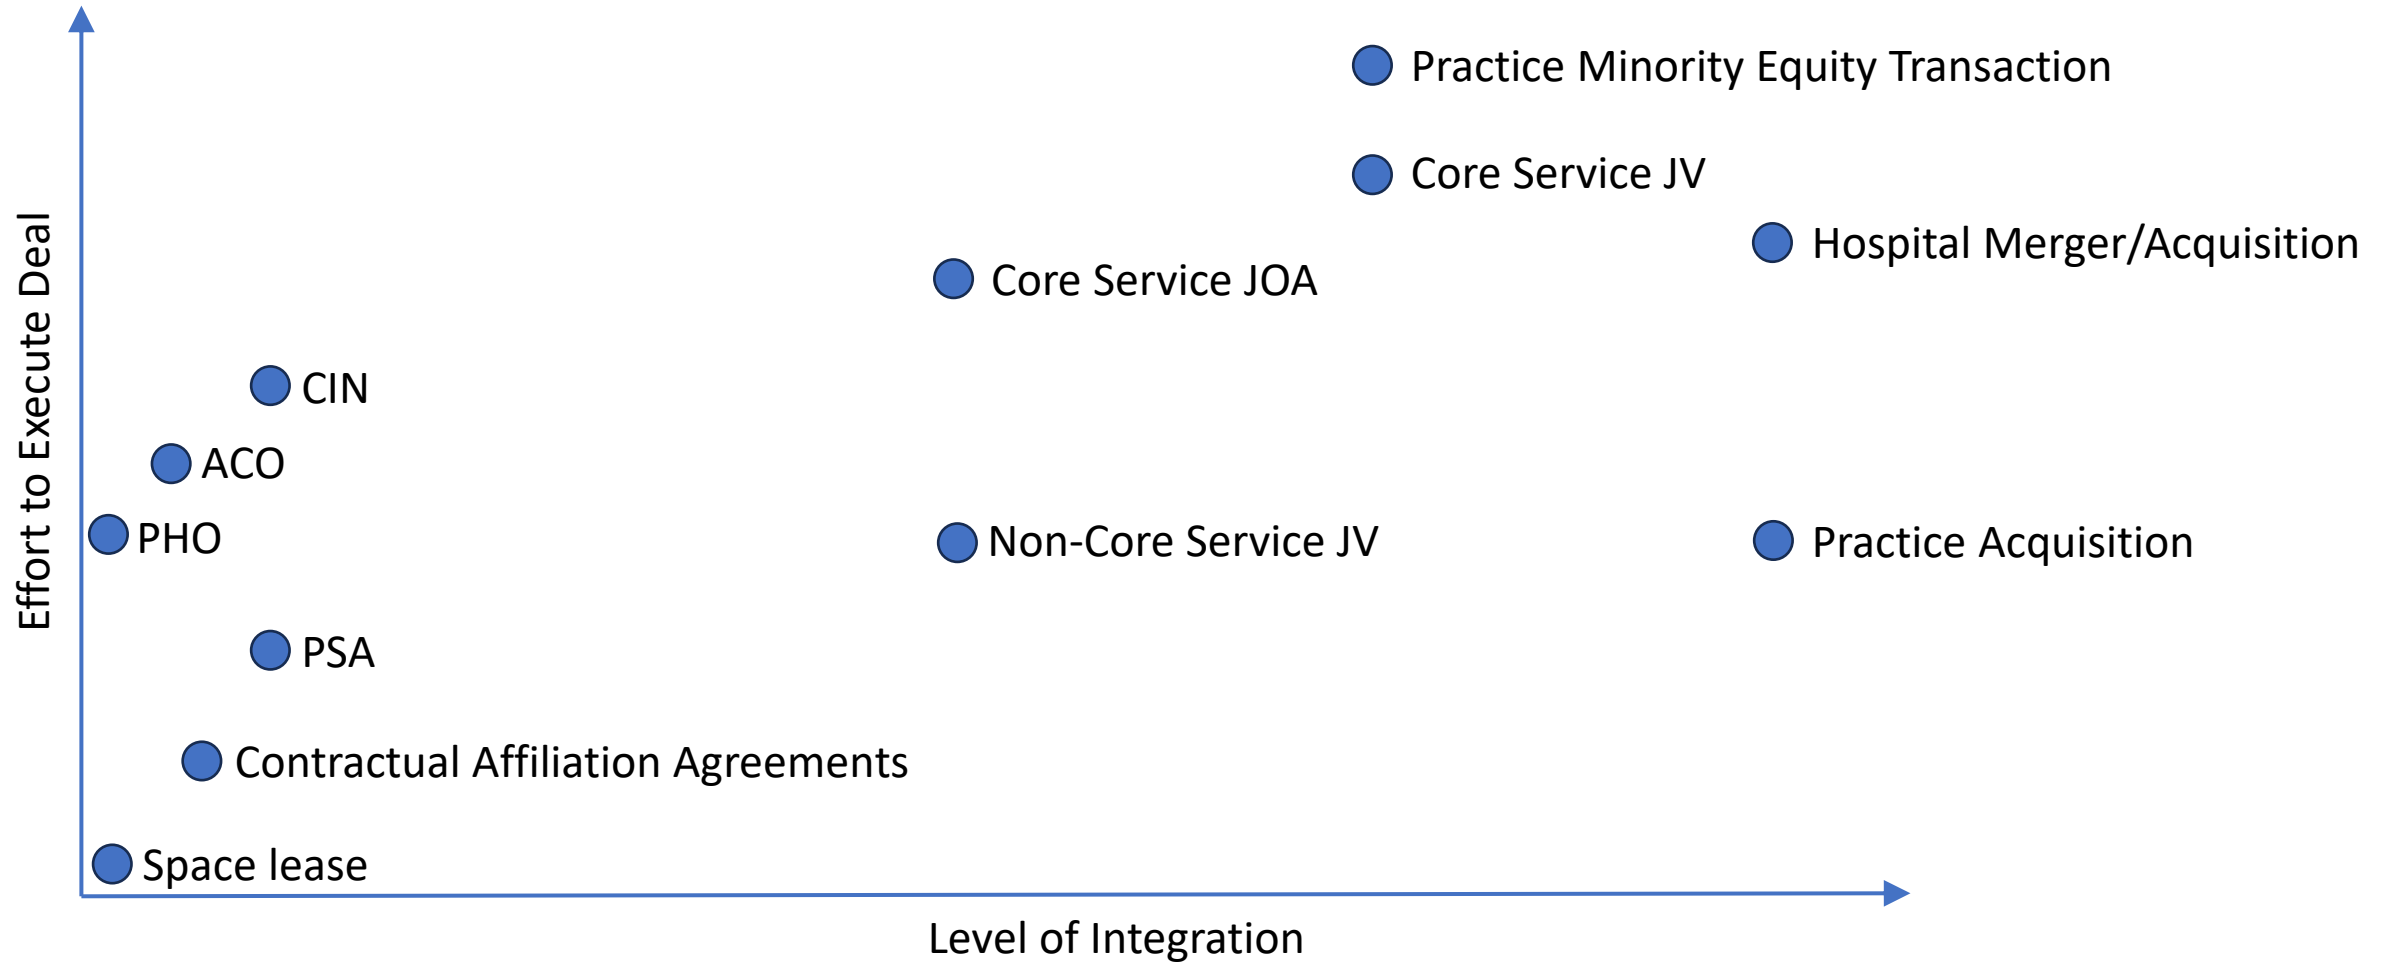 Practice Minority Equity Transaction
Core Service JV
Hospital Merger/Acquisition
Core Service JOA
CIN
ACO
PHO
Non-Core Service JV
Practice Acquisition
PSA
Contractual Affiliation Agreements
Space lease
Effort to Execute Deal
Level of Integration